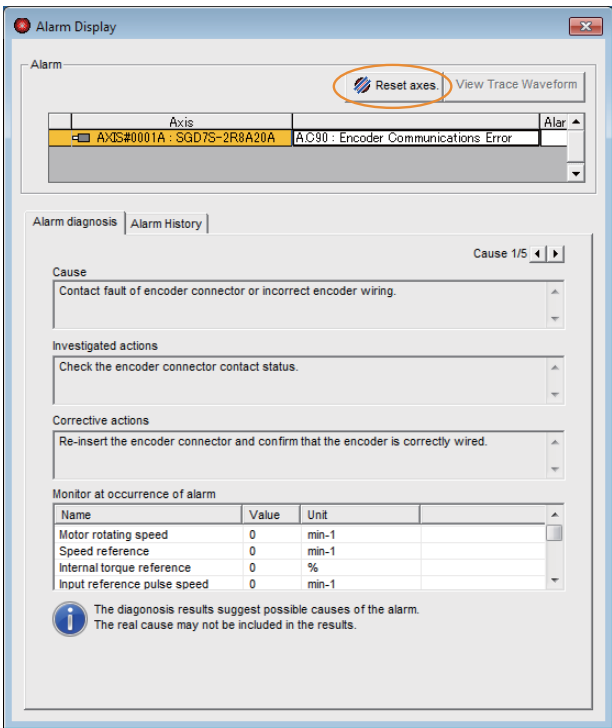 Alarm Display
Alarm
Reset axes.
View Trace Waveform
Axis
Alar
AXIS#0001A : SGD7S-2R8A20A
A.C90 : Encoder Communications Error
Alarm diagnosis
Alarm History
Cause 1/5
Cause
Contact fault of encoder connector or incorrect encoder wiring.
Investigated actions
Check the encoder connector contact status.
Corrective actions
Re-insert the encoder connector and confirm that the encoder is correctly wired.
Monitor at occurrence of alarm
Name Value Unit
Motor rotating speed 0 min-1
Speed reference 0 min-1
Internal torque reference 0 %
Input reference pulse speed 0 min-1
The diagonosis results suggest possible causes of the alarm.
The real cause may not be included in the results.